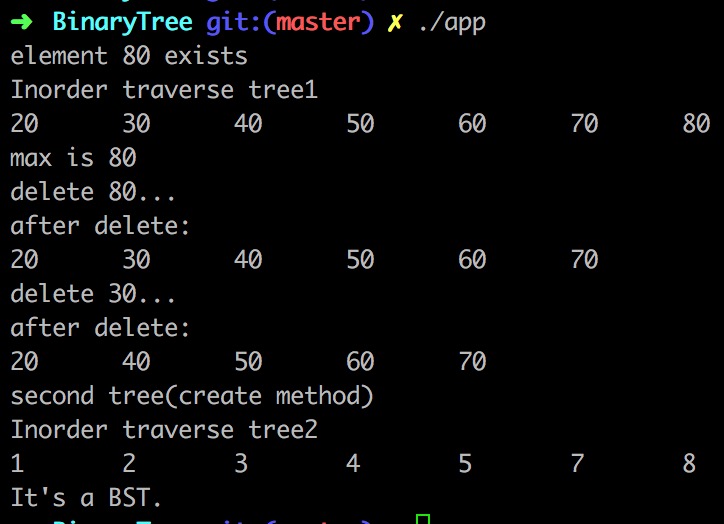 ➜ BinaryTree git:(master) ✗ ./app
element 80 exists
Inorder traverse tree1
20 30 40 50 60 70 80
max is 80
delete 80...
after delete:
20 30 40 50 60 70
delete 30...
after delete:
20 40 50 60 70
second tree(create method)
Inorder traverse tree2
1 2 3 4 5 7 8
It's a BST.